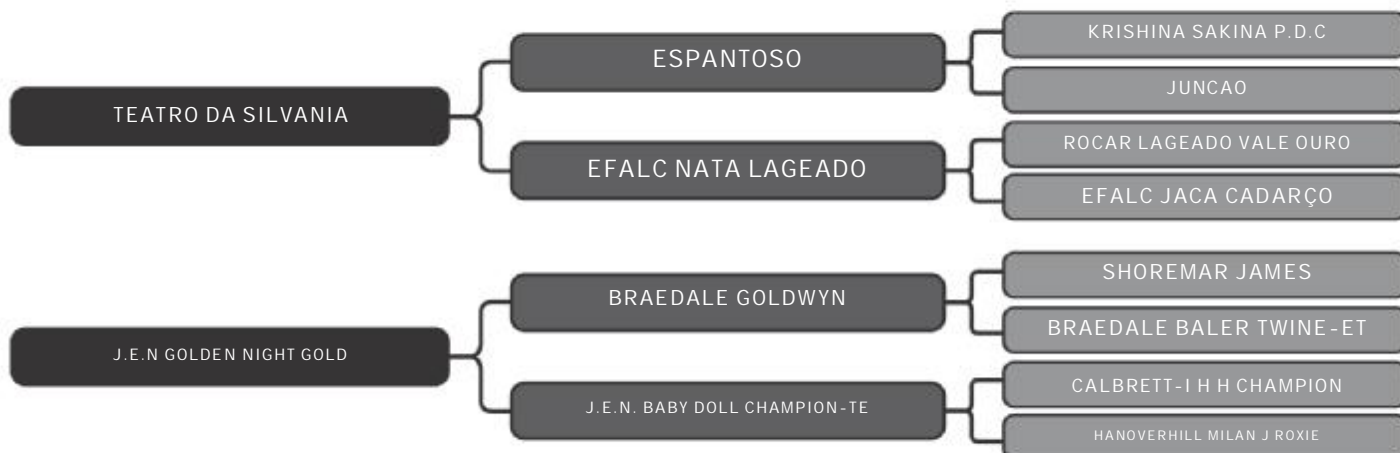 TEATRO DA SILVANIA
ESPANTOSO
KRISHINA SAKINA P.D.C
JUNCAO
EFALC NATA LAGEADO
ROCAR LAGEADO VALE OURO
EFALC JACA CADARÇO
J.E.N GOLDEN NIGHT GOLD
BRAEDALE GOLDWYN
SHOREMAR JAMES
BRAEDALE BALER TWINE-ET
J.E.N. BABY DOLL CHAMPION-TE
CALBRETT-I H H CHAMPION
HANOVERHILL MILAN J ROXIE